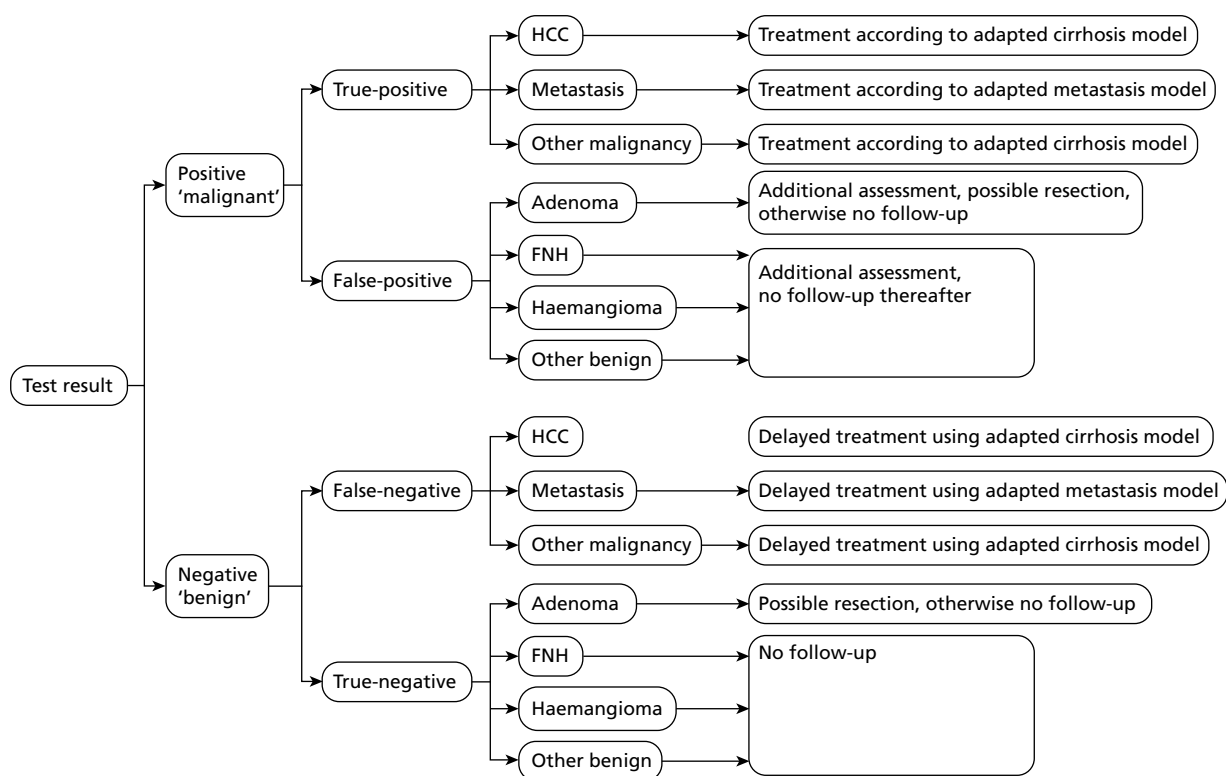 HCC
Treatment according to adapted cirrhosis model
True-positive
Metastasis
Treatment according to adapted metastasis model
Other malignancy
Treatment according to adapted cirrhosis model
Positive
‘malignant’
Adenoma
Additional assessment, possible resection,
otherwise no follow-up
FNH
False-positive
Additional assessment,
no follow-up thereafter
Haemangioma
Other benign
Test result
HCC
Delayed treatment using adapted cirrhosis model
False-negative
Metastasis
Delayed treatment using adapted metastasis model
Other malignancy
Delayed treatment using adapted cirrhosis model
Negative
‘benign’
Adenoma
Possible resection, otherwise no follow-up
FNH
No follow-up
True-negative
Haemangioma
Other benign